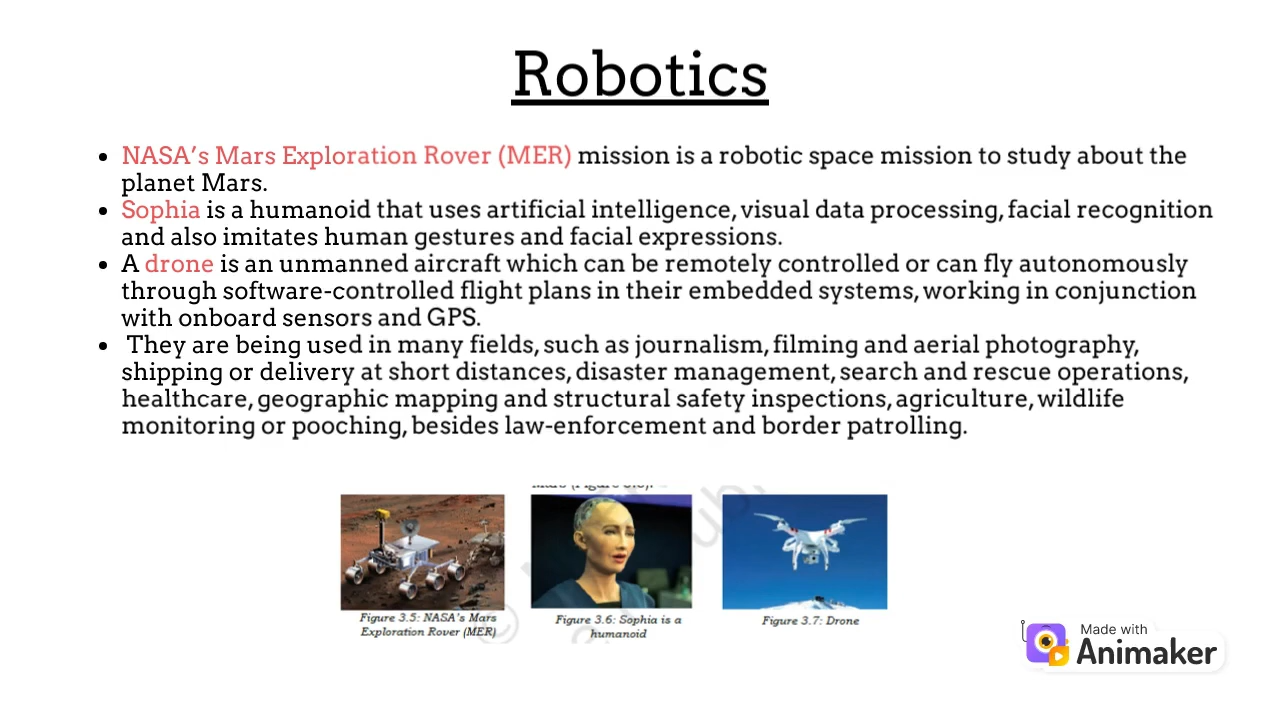 Robotics
• NASA's Mars Exploration Rover (MER) mission is a robotic space mission to study about the
planet Mars.
• Sophia is a humanoid that uses artificial intelligence, visual data processing, facial recognition
and also imitates human gestures and facial expressions.
• A drone is an unmanned aircraft which can be remotely controlled or can fly autonomously
through software-controlled flight plans in their embedded systems, working in conjunction
with onboard sensors and GPS.
• They are being used in many fields, such as journalism, filming and aerial photography,
shipping or delivery at short distances, disaster management, search and rescue operations,
healthcare, geographic mapping and structural safety inspections, agriculture, wildlife
monitoring or pooching, besides law-enforcement and border patrolling.
Figure 3.5: NASA's Mars
Exploration Rover (MER)
Figure 3.6: Sophia is a
humanoid
Figure 3.7: Drone
Made with
Animaker